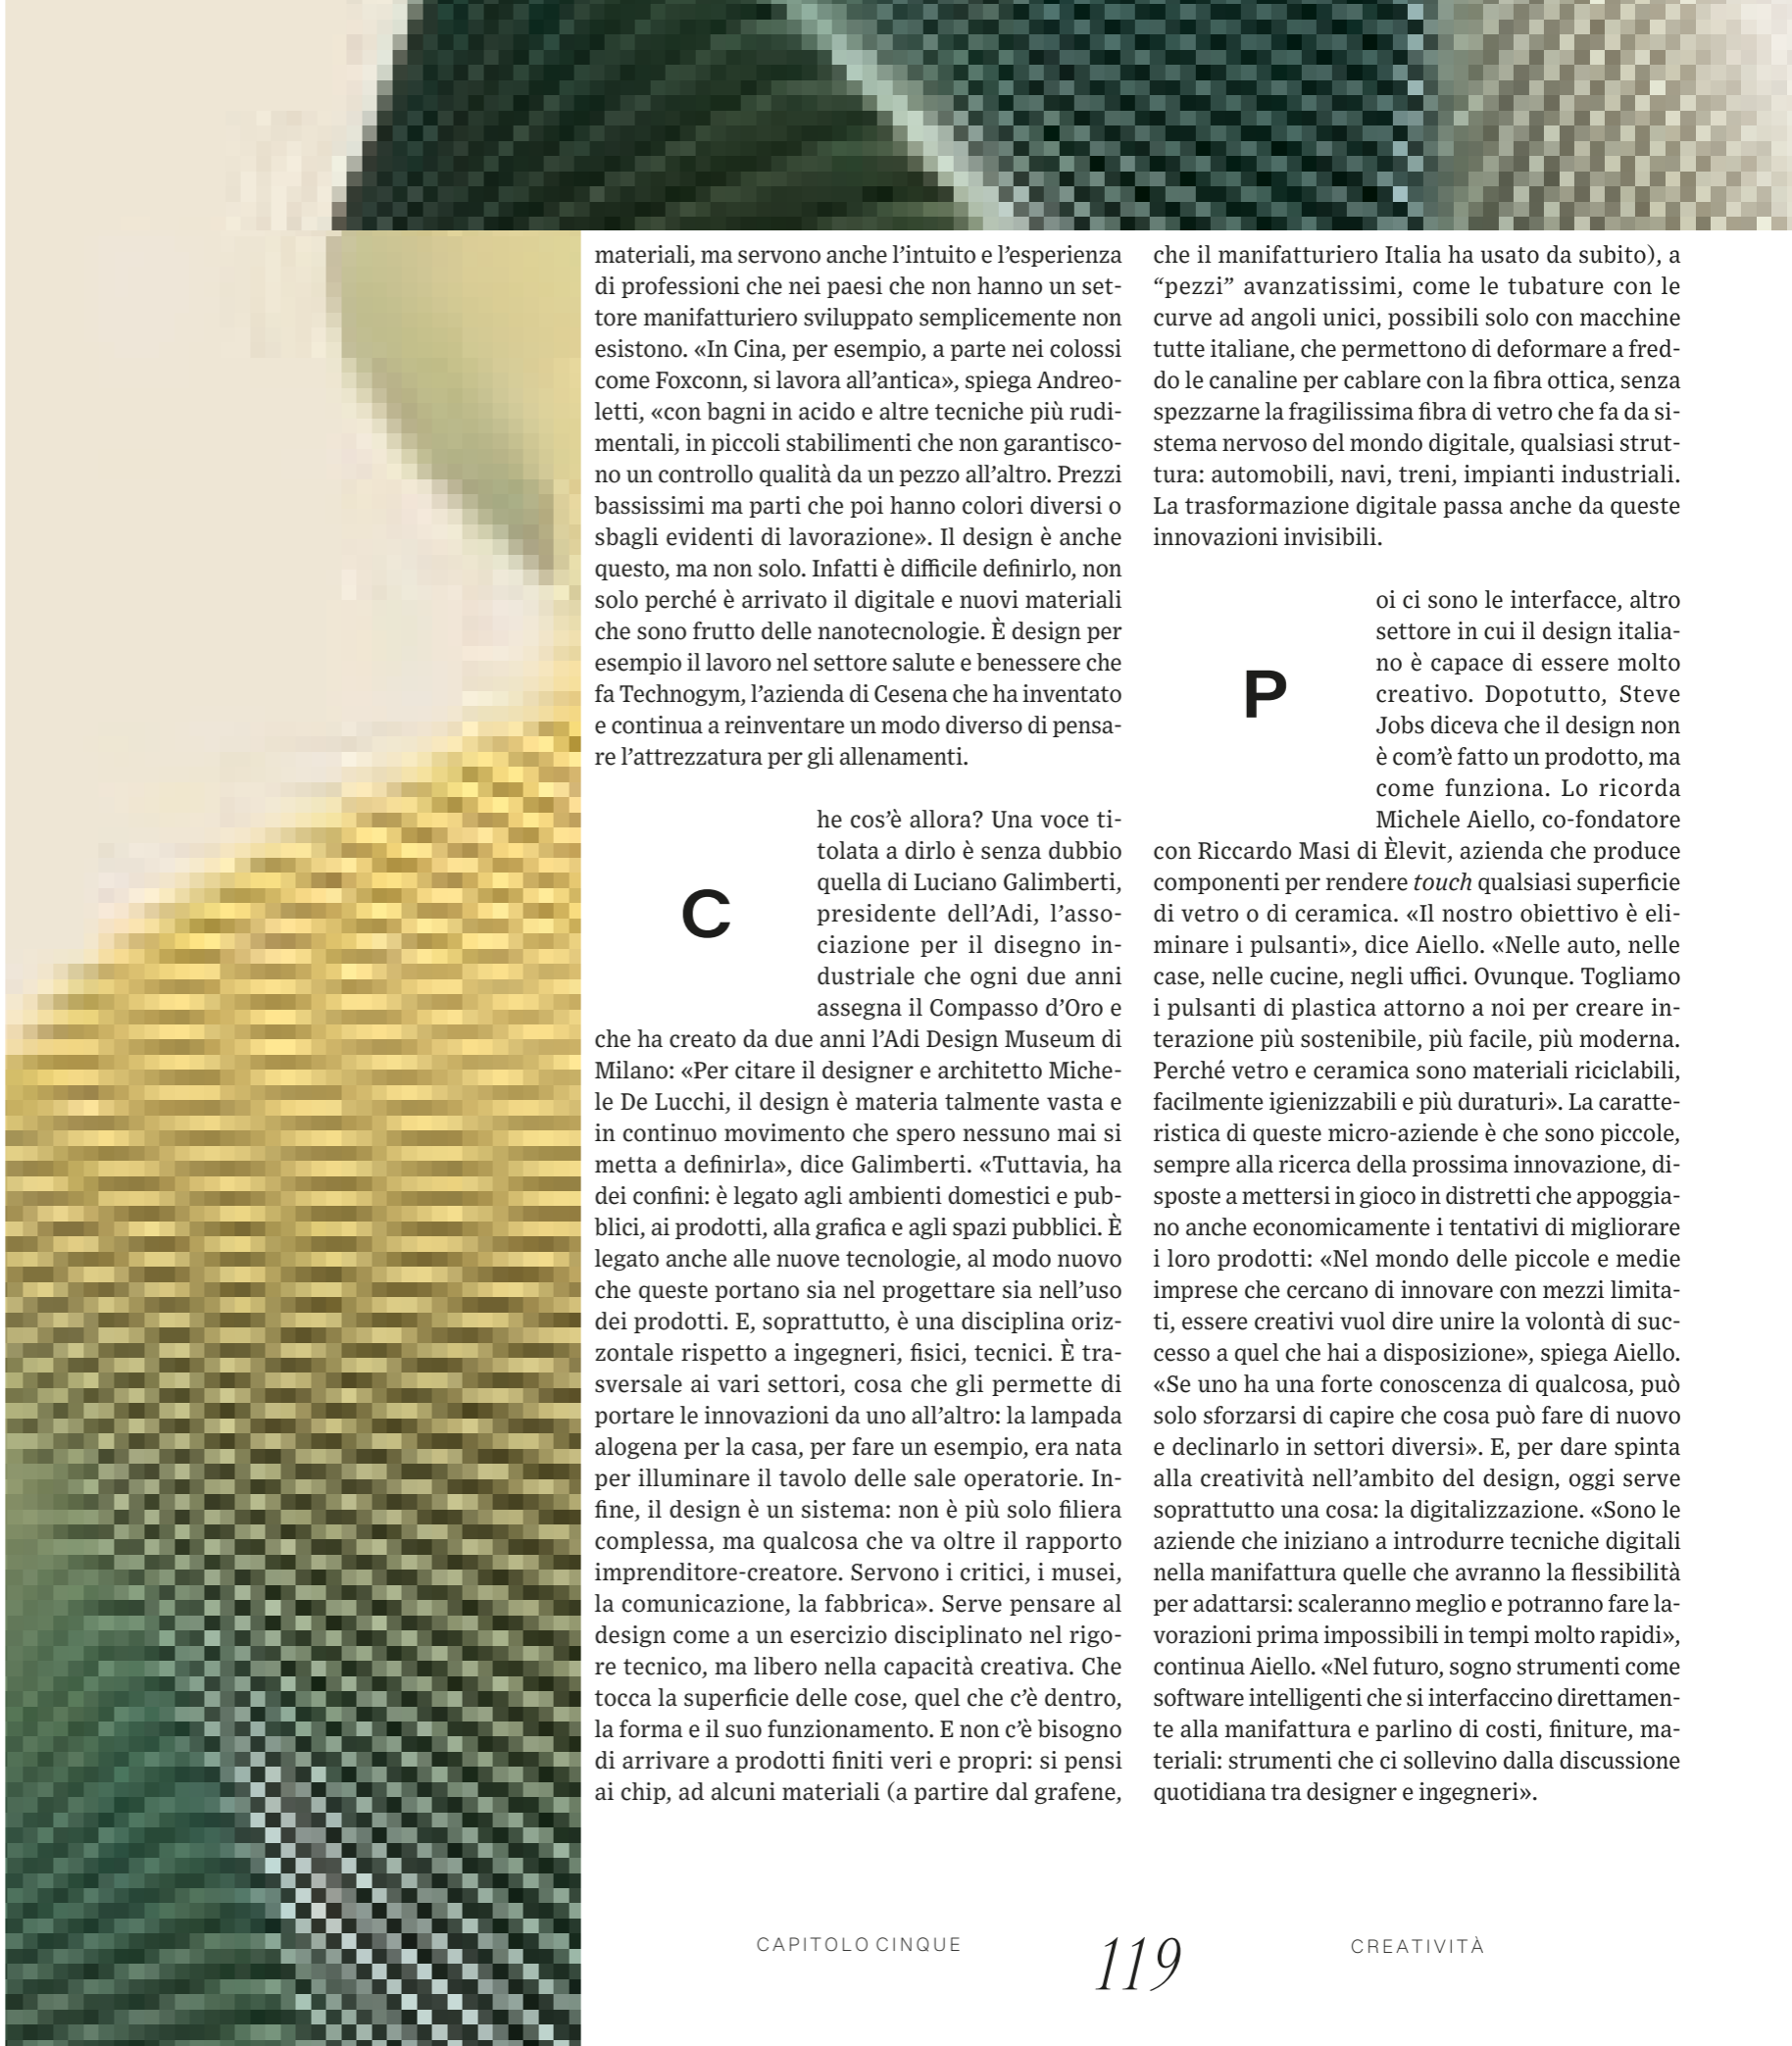 materiali, ma servono anche l’intuito e l’esperienza
di professioni che nei paesi che non hanno un set-
tore manifatturiero sviluppato semplicemente non
esistono. «In Cina, per esempio, a parte nei colossi
come Foxconn, si lavora all’antica», spiega Andreo-
letti, «con bagni in acido e altre tecniche più rudi-
mentali, in piccoli stabilimenti che non garantisco-
no un controllo qualità da un pezzo all’altro. Prezzi
bassissimi ma parti che poi hanno colori diversi o
sbagli evidenti di lavorazione». Il design è anche
questo, ma non solo. Infatti è difficile definirlo, non
solo perché è arrivato il digitale e nuovi materiali
che sono frutto delle nanotecnologie. È design per
esempio il lavoro nel settore salute e benessere che
fa Technogym, l’azienda di Cesena che ha inventato
e continua a reinventare un modo diverso di pensa-
re l’attrezzatura per gli allenamenti.
C
he cos’è allora? Una voce ti-
tolata a dirlo è senza dubbio
quella di Luciano Galimberti,
presidente dell’Adi, l’asso-
ciazione per il disegno in-
dustriale che ogni due anni
assegna il Compasso d’Oro e
che ha creato da due anni l’Adi Design Museum di
Milano: «Per citare il designer e architetto Miche-
le De Lucchi, il design è materia talmente vasta e
in continuo movimento che spero nessuno mai si
metta a definirla», dice Galimberti. «Tuttavia, ha
dei confini: è legato agli ambienti domestici e pub-
blici, ai prodotti, alla grafica e agli spazi pubblici. È
legato anche alle nuove tecnologie, al modo nuovo
che queste portano sia nel progettare sia nell’uso
dei prodotti. E, soprattutto, è una disciplina oriz-
zontale rispetto a ingegneri, fisici, tecnici. È tra-
sversale ai vari settori, cosa che gli permette di
portare le innovazioni da uno all’altro: la lampada
alogena per la casa, per fare un esempio, era nata
per illuminare il tavolo delle sale operatorie. In-
fine, il design è un sistema: non è più solo filiera
complessa, ma qualcosa che va oltre il rapporto
imprenditore-creatore. Servono i critici, i musei,
la comunicazione, la fabbrica». Serve pensare al
design come a un esercizio disciplinato nel rigo-
re tecnico, ma libero nella capacità creativa. Che
tocca la superficie delle cose, quel che c’è dentro,
la forma e il suo funzionamento. E non c’è bisogno
di arrivare a prodotti finiti veri e propri: si pensi
ai chip, ad alcuni materiali (a partire dal grafene,
che il manifatturiero Italia ha usato da subito), a
“pezzi” avanzatissimi, come le tubature con le
curve ad angoli unici, possibili solo con macchine
tutte italiane, che permettono di deformare a fred-
do le canaline per cablare con la fibra ottica, senza
spezzarne la fragilissima fibra di vetro che fa da si-
stema nervoso del mondo digitale, qualsiasi strut-
tura: automobili, navi, treni, impianti industriali.
La trasformazione digitale passa anche da queste
innovazioni invisibili.
P
oi ci sono le interfacce, altro
settore in cui il design italia-
no è capace di essere molto
creativo. Dopotutto, Steve
Jobs diceva che il design non
è com’è fatto un prodotto, ma
come funziona. Lo ricorda
Michele Aiello, co-fondatore
con Riccardo Masi di Èlevit, azienda che produce
componenti per rendere touch qualsiasi superficie
di vetro o di ceramica. «Il nostro obiettivo è eli-
minare i pulsanti», dice Aiello. «Nelle auto, nelle
case, nelle cucine, negli uffici. Ovunque. Togliamo
i pulsanti di plastica attorno a noi per creare in-
terazione più sostenibile, più facile, più moderna.
Perché vetro e ceramica sono materiali riciclabili,
facilmente igienizzabili e più duraturi». La caratte-
ristica di queste micro-aziende è che sono piccole,
sempre alla ricerca della prossima innovazione, di-
sposte a mettersi in gioco in distretti che appoggia-
no anche economicamente i tentativi di migliorare
i loro prodotti: «Nel mondo delle piccole e medie
imprese che cercano di innovare con mezzi limita-
ti, essere creativi vuol dire unire la volontà di suc-
cesso a quel che hai a disposizione», spiega Aiello.
«Se uno ha una forte conoscenza di qualcosa, può
solo sforzarsi di capire che cosa può fare di nuovo
e declinarlo in settori diversi». E, per dare spinta
alla creatività nell’ambito del design, oggi serve
soprattutto una cosa: la digitalizzazione. «Sono le
aziende che iniziano a introdurre tecniche digitali
nella manifattura quelle che avranno la flessibilità
per adattarsi: scaleranno meglio e potranno fare la-
vorazioni prima impossibili in tempi molto rapidi»,
continua Aiello. «Nel futuro, sogno strumenti come
software intelligenti che si interfaccino direttamen-
te alla manifattura e parlino di costi, finiture, ma-
teriali: strumenti che ci sollevino dalla discussione
quotidiana tra designer e ingegneri».
CAPITOLO CINQUE
119
CREATIVITÀ